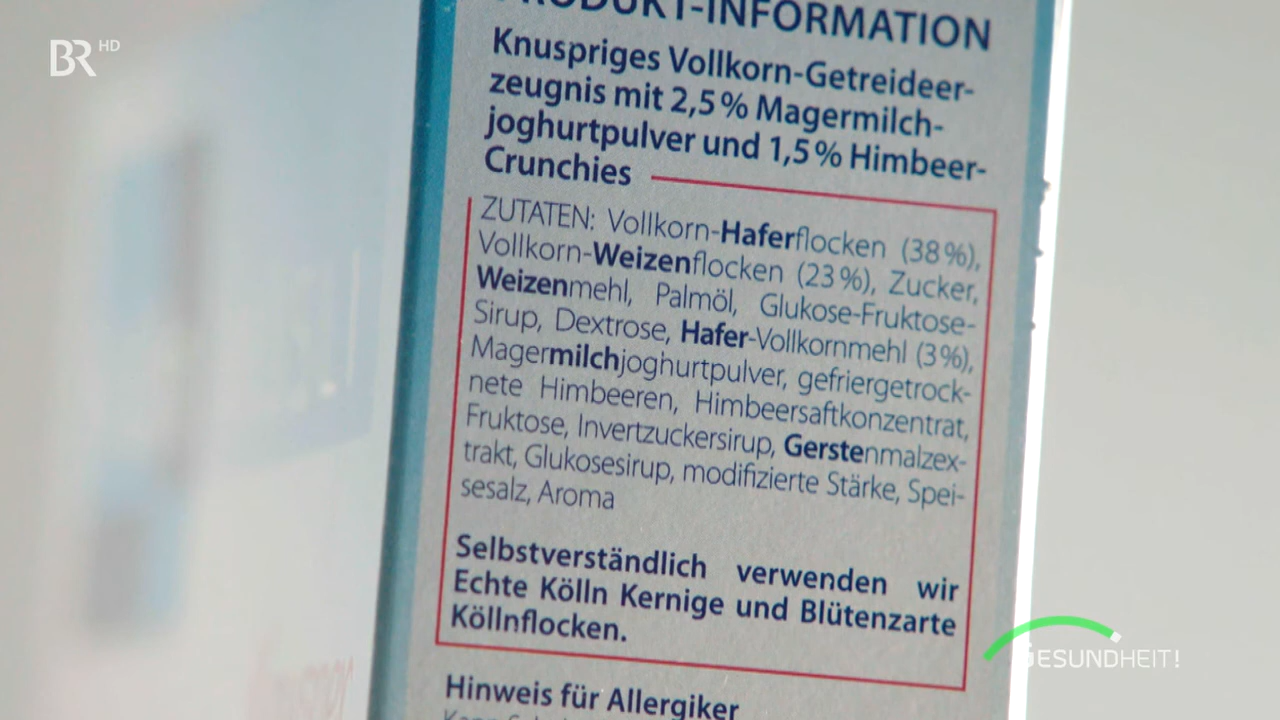 BR HD
PRODUKT-INFORMATION
Knuspriges Vollkorn-Getreideer-
zeugnis mit 2,5 % Magermilch-
joghurtpulver und 1,5 % Himbeer-
Crunchies
ZUTATEN: Vollkorn-Haferflocken (38 %),
Vollkorn-Weizenflocken (23 %), Zucker,
Weizenmehl, Palmöl, Glukose-Fruktose-
Sirup, Dextrose, Hafer-Vollkornmehl (3%),
Magermilchjoghurtpulver, gefriergetrock-
nete Himbeeren, Himbeersaftkonzentrat,
Fruktose, Invertzuckersirup, Gerstenmalzex-
trakt, Glukosesirup, modifizierte Stärke, Spei-
sesalz, Aroma
Selbstverständlich verwenden wir
Echte Kölln Kernige und Blütenzarte
Köllnflocken.
GESUNDHEIT!
Hinweis für Allergiker